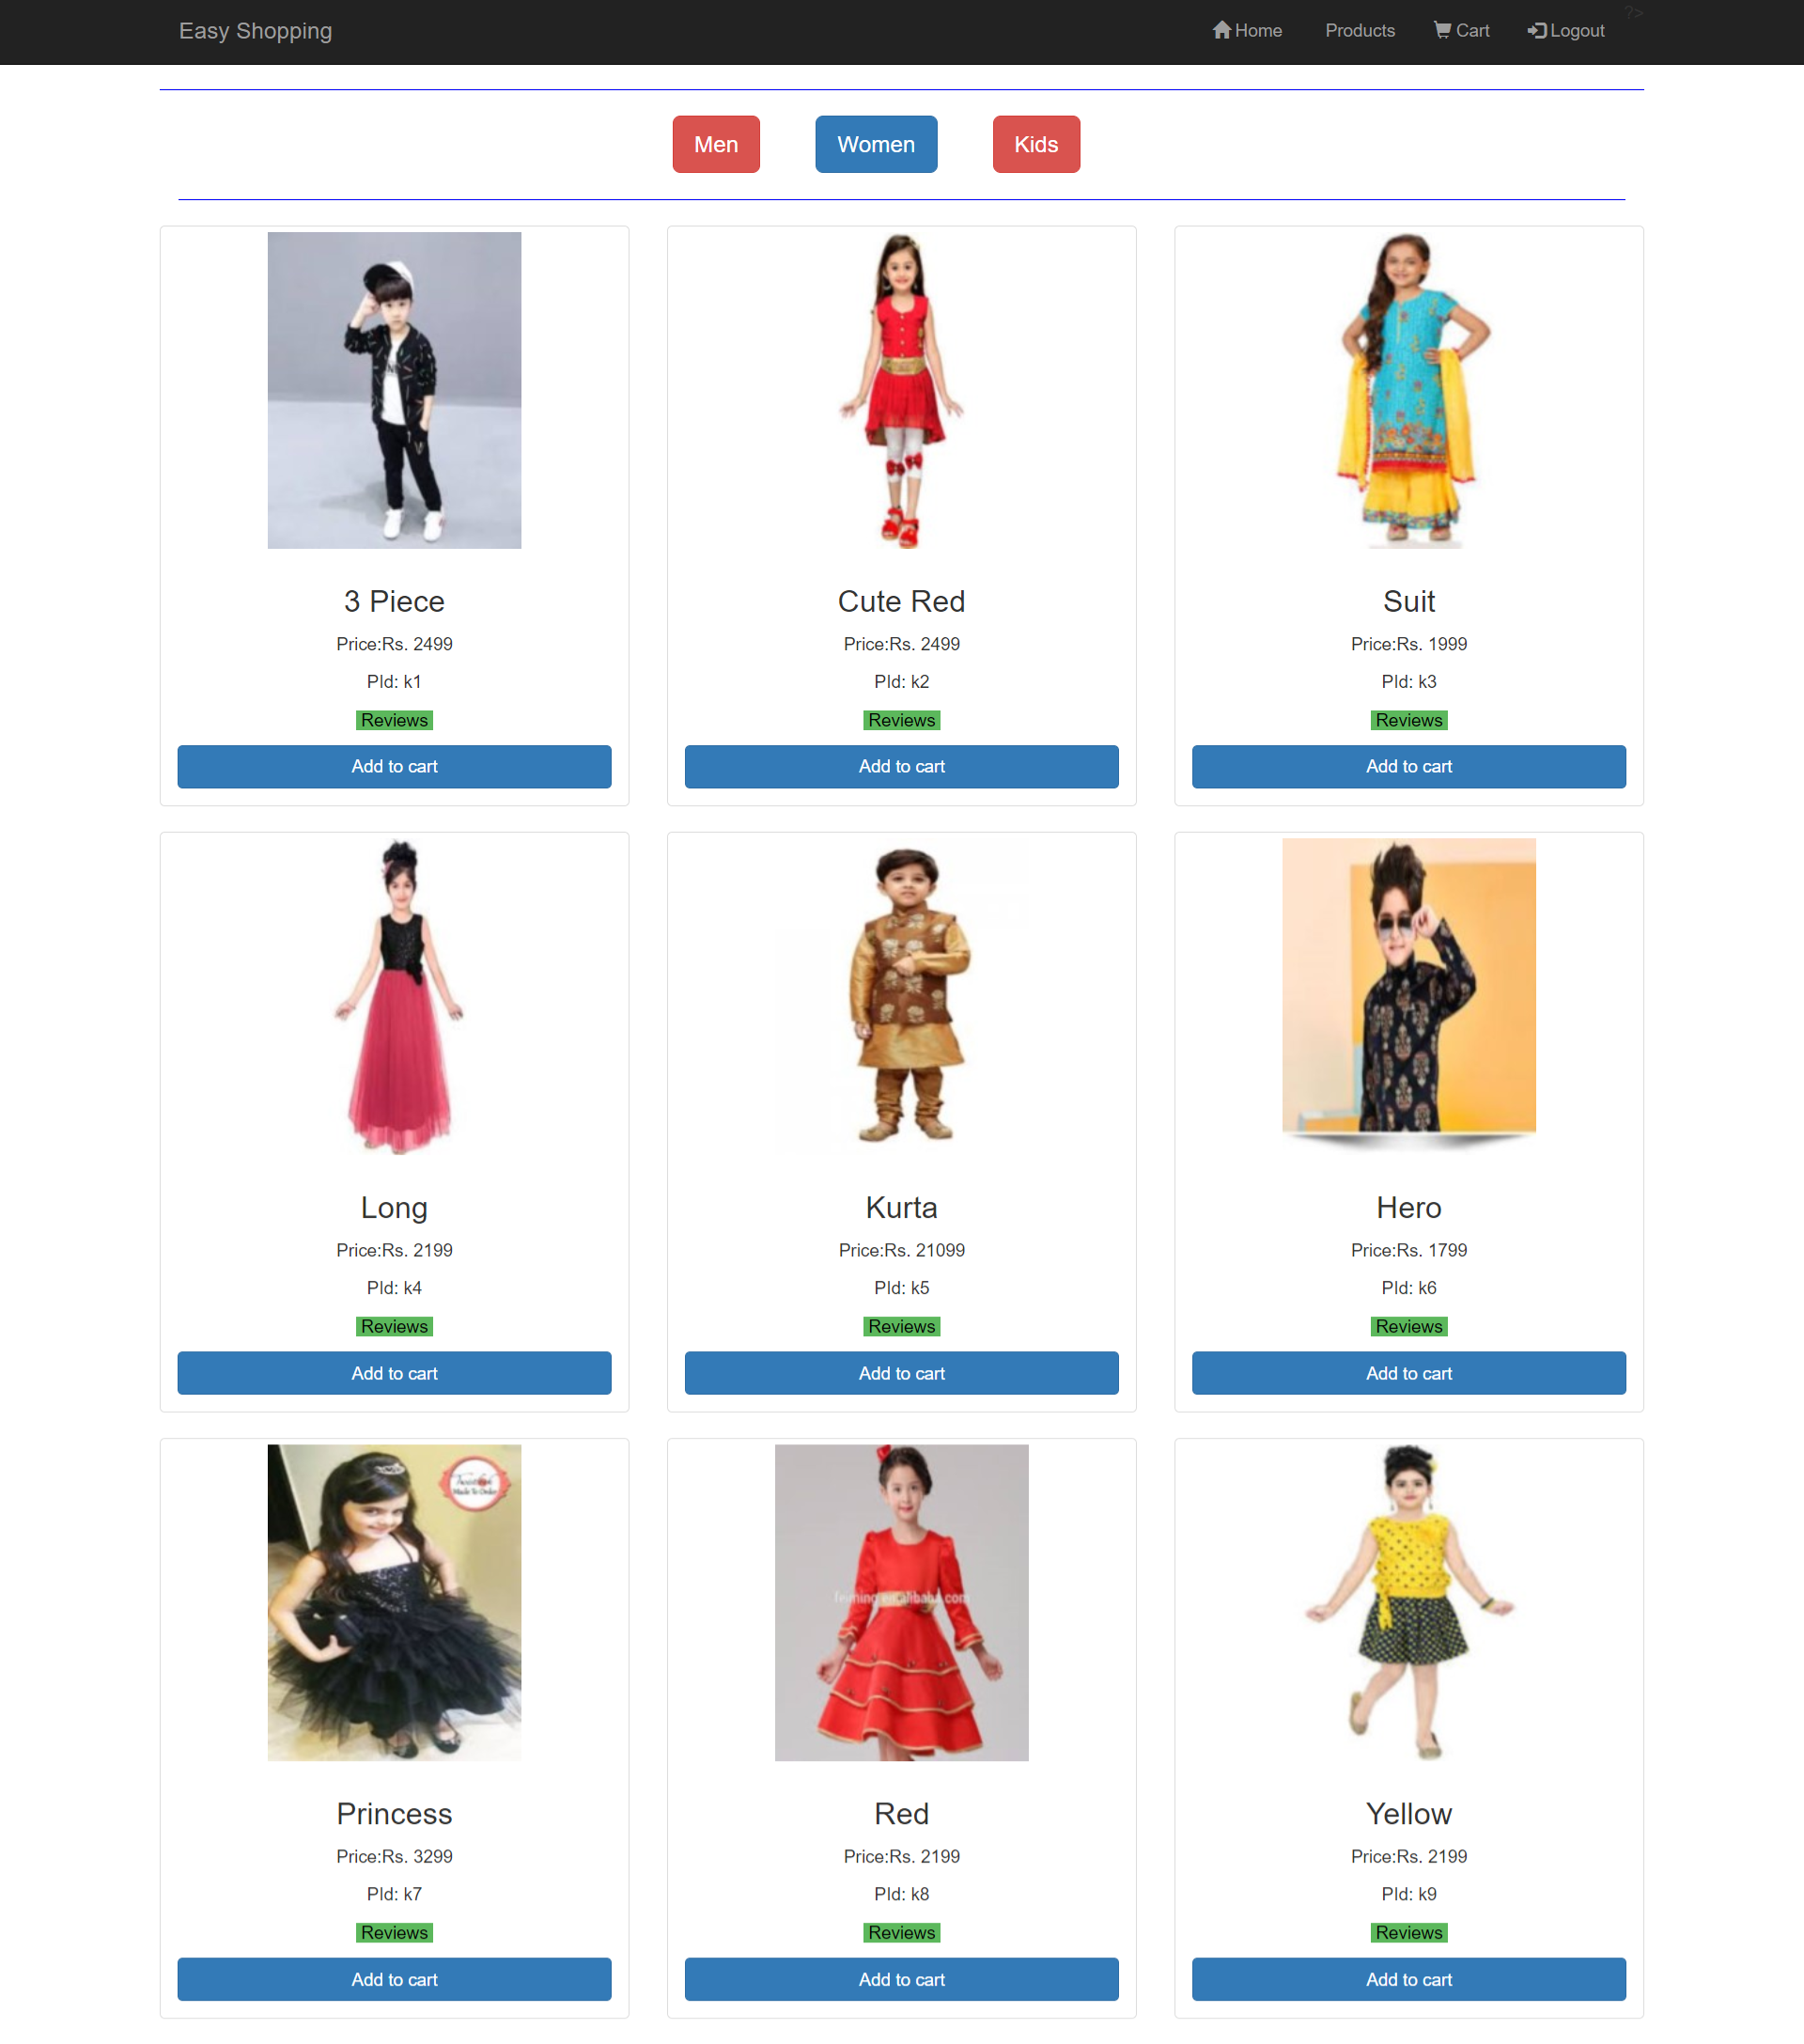 Easy Shopping Home Products Cart Logout ?>
Men Women Kids
3 Piece
Price:Rs. 2499
PId: k1
Reviews
Add to cart
Cute Red
Price:Rs. 2499
PId: k2
Reviews
Add to cart
Suit
Price:Rs. 1999
PId: k3
Reviews
Add to cart
Long
Price:Rs. 2199
PId: k4
Reviews
Add to cart
Kurta
Price:Rs. 21099
PId: k5
Reviews
Add to cart
Hero
Price:Rs. 1799
PId: k6
Reviews
Add to cart
Made To Order
Princess
Price:Rs. 3299
PId: k7
Reviews
Add to cart
Red
Price:Rs. 2199
PId: k8
Reviews
Add to cart
Yellow
Price:Rs. 2199
PId: k9
Reviews
Add to cart